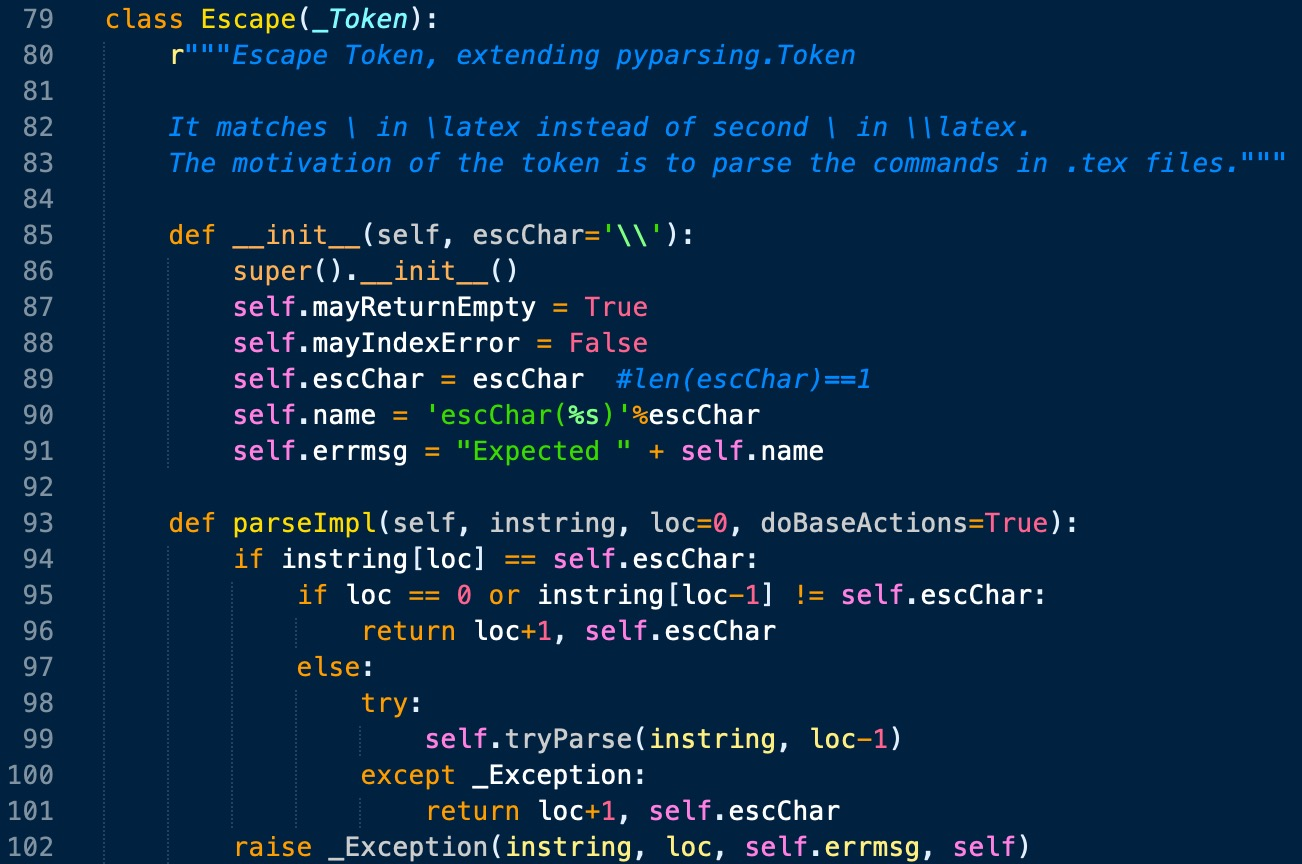 79 class Escape(_Token):
80     r"""Escape Token, extending pyparsing.Token
81
82     It matches \ in \latex instead of second \ in \\latex.
83     The motivation of the token is to parse the commands in .tex files."""
84
85     def __init__(self, escChar='\\'):
86         super().__init__()
87         self.mayReturnEmpty = True
88         self.mayIndexError = False
89         self.escChar = escChar  #len(escChar)==1
90         self.name = 'escChar(%s)'%escChar
91         self.errmsg = "Expected " + self.name
92
93     def parseImpl(self, instring, loc=0, doBaseActions=True):
94         if instring[loc] == self.escChar:
95             if loc == 0 or instring[loc-1] != self.escChar:
96                 return loc+1, self.escChar
97             else:
98                 try:
99                     self.tryParse(instring, loc-1)
100                 except _Exception:
101                     return loc+1, self.escChar
102         raise _Exception(instring, loc, self.errmsg, self)